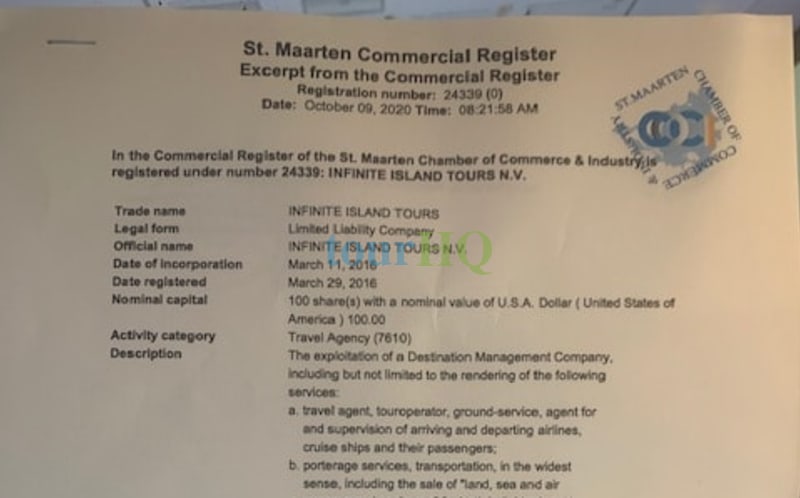 St. Maarten Commercial Register
Excerpt from the Commercial Register
Registration number: 24339 (0)
Date: October 09, 2020 Time: 08:21:58 AM
ST. MAARTEN CHAMBER OF COMMERCE & INDUSTRY
COCI
In the Commercial Register of the St. Maarten Chamber of Commerce & Industry is
registered under number 24339: INFINITE ISLAND TOURS N.V.
Trade name INFINITE ISLAND TOURS
Legal form Limited Liability Company
Official name INFINITE ISLAND TOURS N.V.
tourHQ
Date of incorporation March 11, 2016
Date registered March 29, 2016
Nominal capital 100 share(s) with a nominal value of U.S.A. Dollar ( United States of
America ) 100.00
Activity category Travel Agency (7610)
Description The exploitation of a Destination Management Company,
including but not limited to the rendering of the following
services:
a. travel agent, touroperator, ground-service, agent for
and supervision of arriving and departing airlines,
cruise ships and their passengers;
b. porterage services, transportation, in the widest
sense, including the sale of "land, sea and air